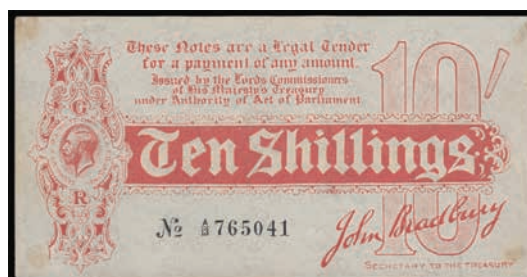 These Notes are a Legal Tender
for a payment of any amount.
Issued by the Lords Commissioners
of His Majesty's Treasury
under Authority of Act of Parliament.
10/
G
R
Ten Shillings
№ 765041
John Bradbury
SECRETARY TO THE TREASURY